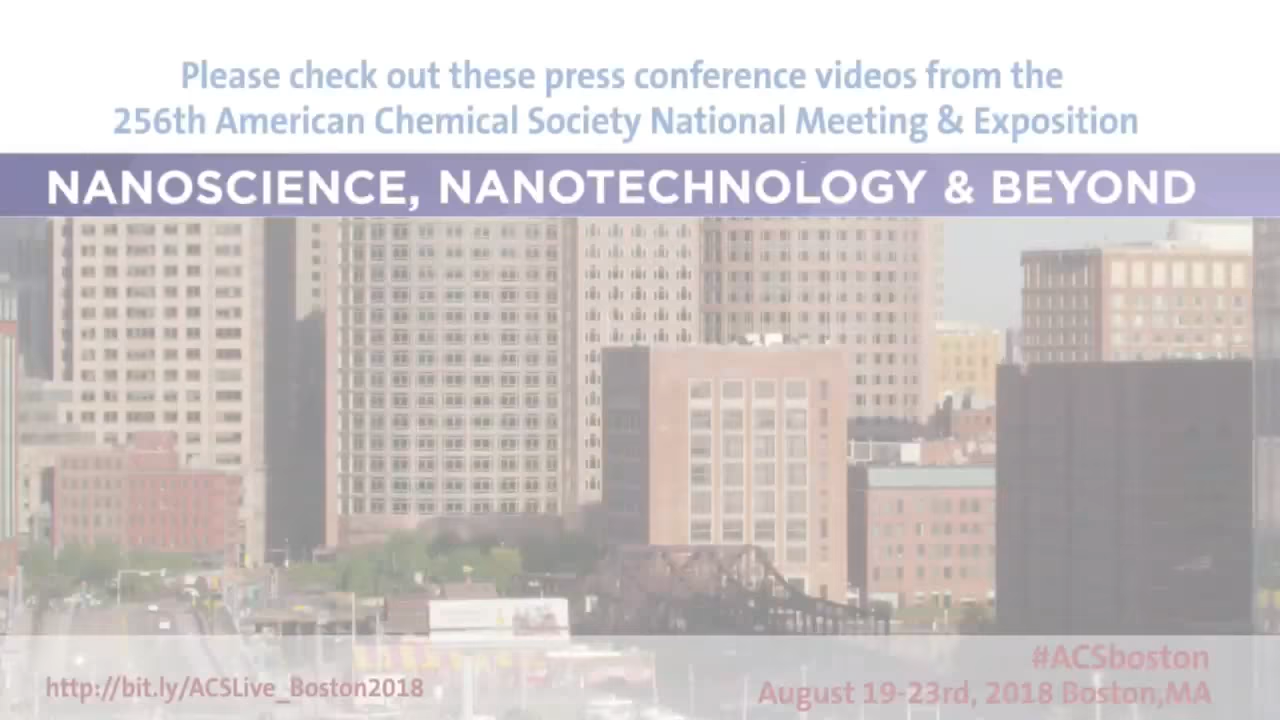 Please check out these press conference videos from the
256th American Chemical Society National Meeting & Exposition
NANOSCIENCE, NANOTECHNOLOGY & BEYOND
#ACSboston
http://bit.ly/ACSLive_Boston2018
August 19-23rd, 2018 Boston,MA